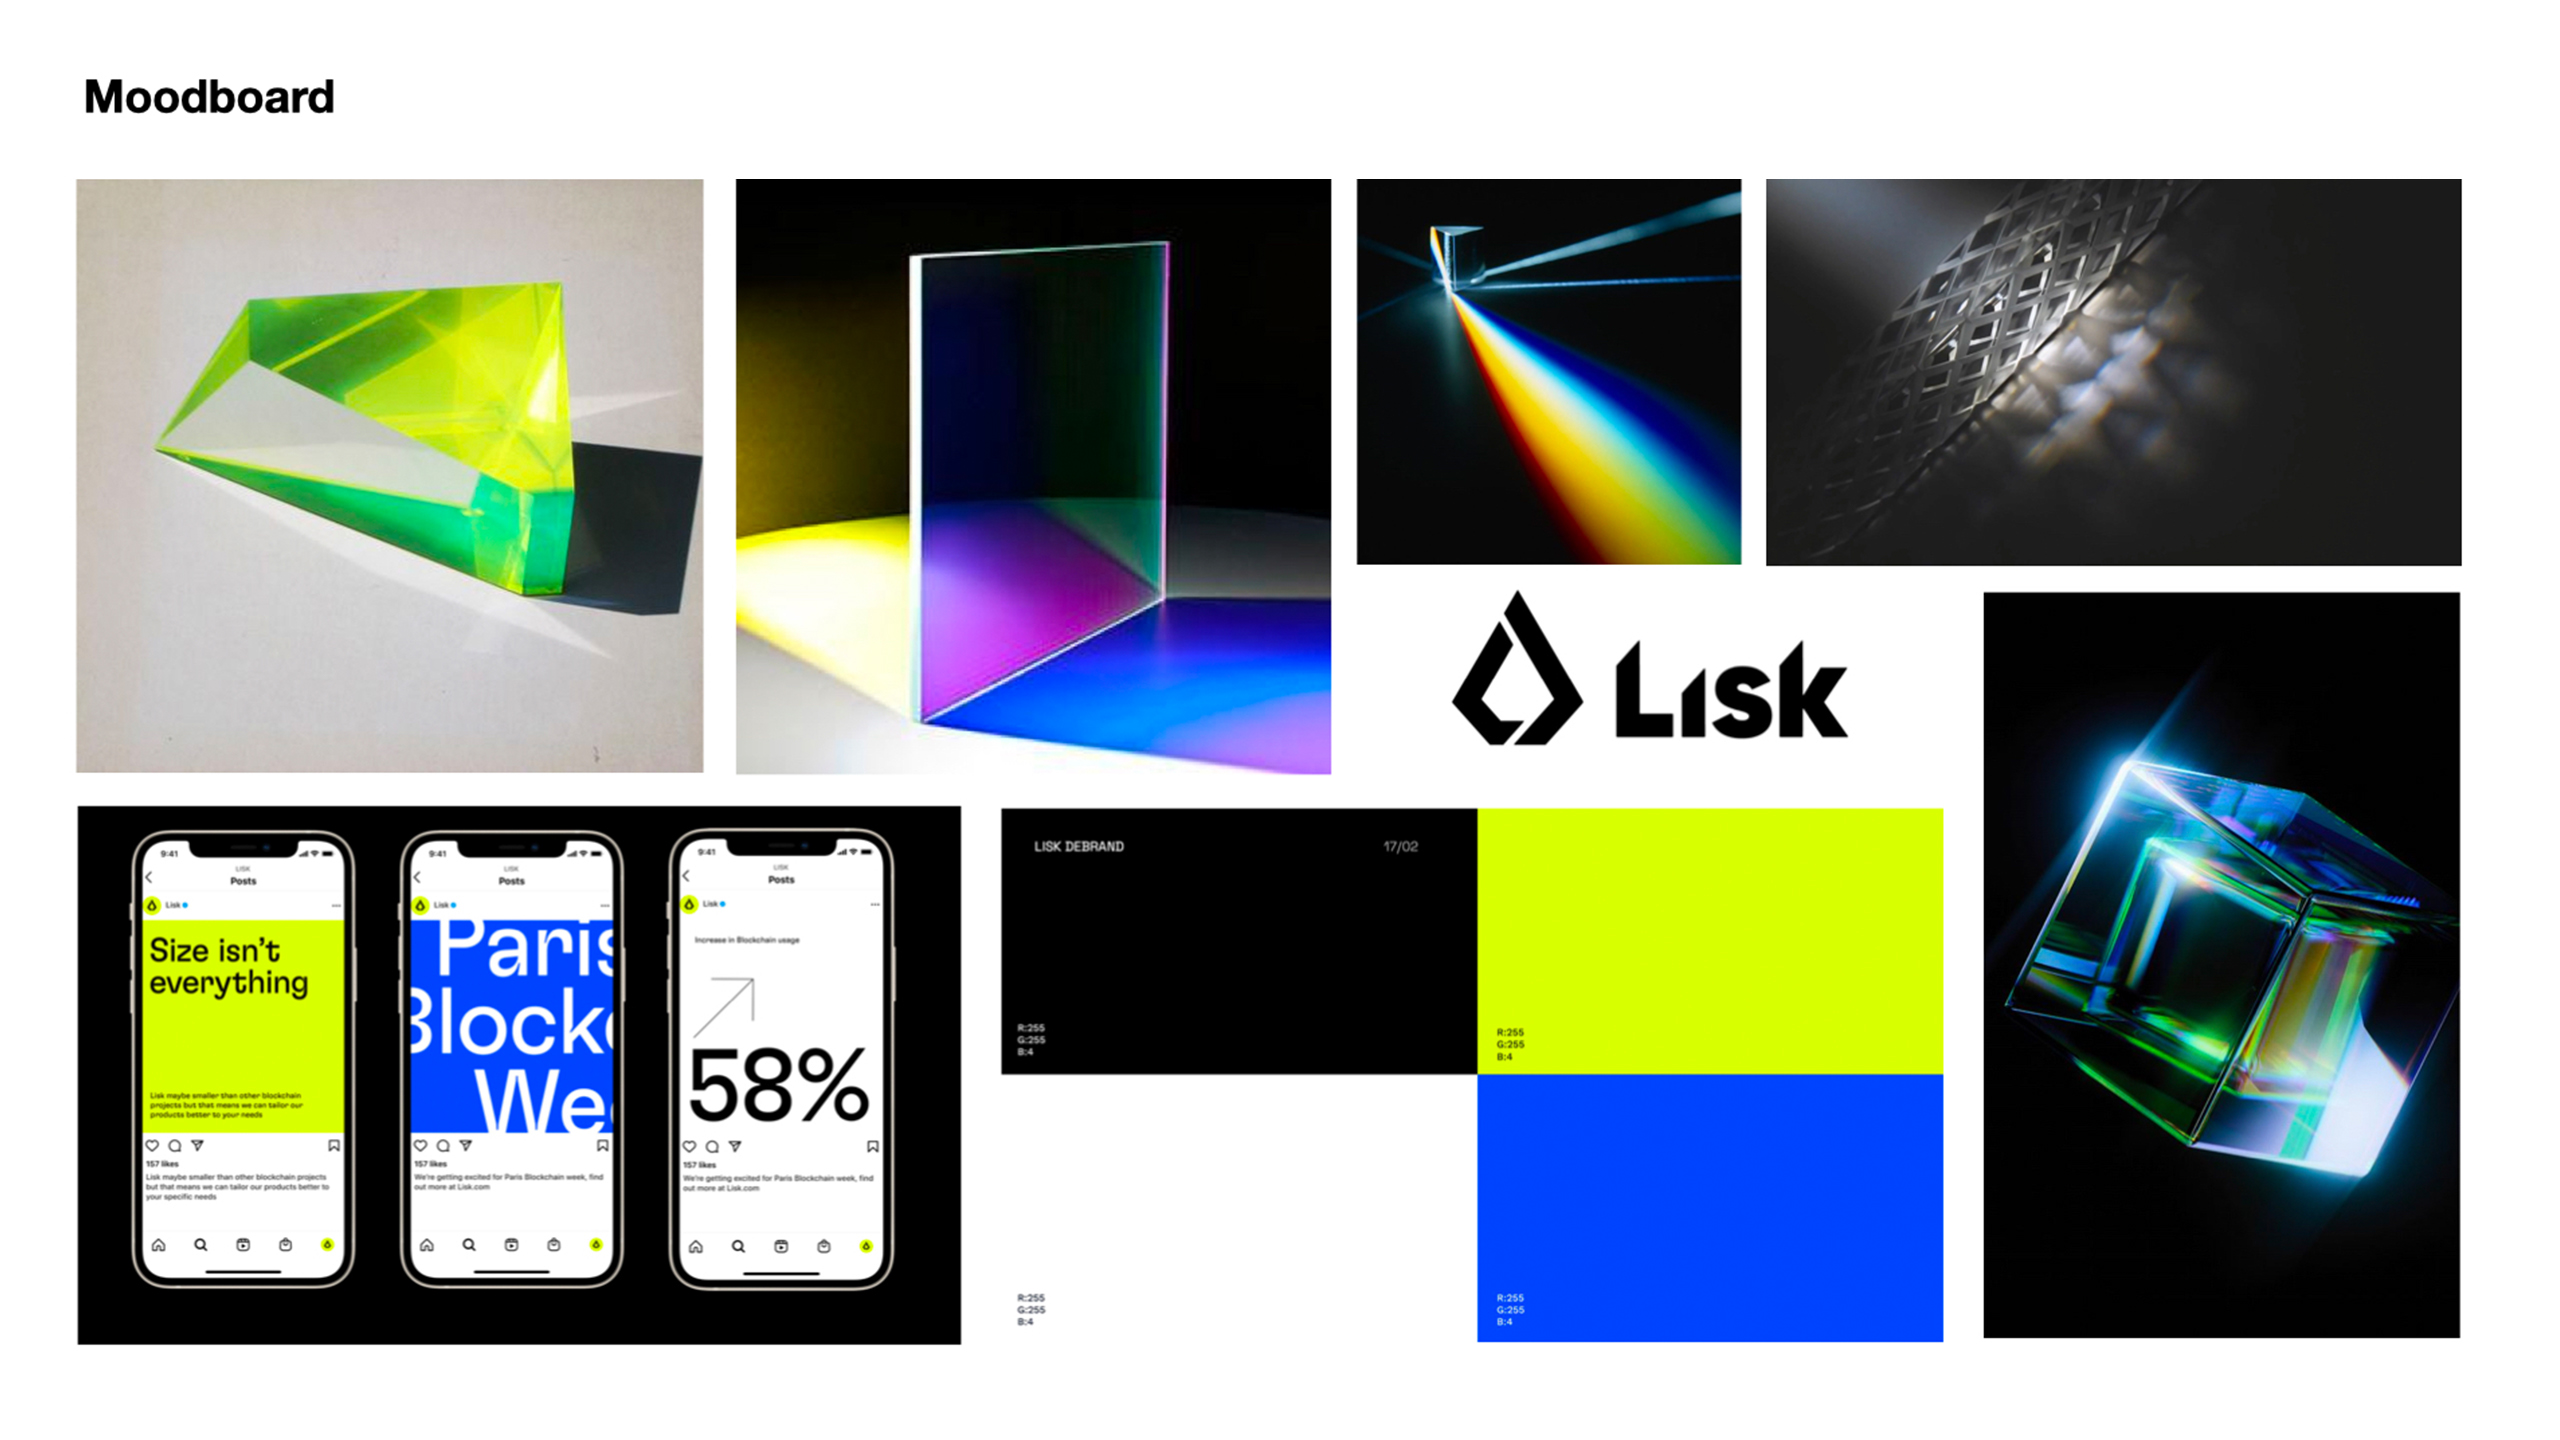 Moodboard
Lisk
9:41
LISK
Posts
Lisk
Size isn't
everything
Lisk maybe smaller than other blockchain
projects but that means we can tailor our
products better to your needs
157 likes
Lisk maybe smaller than other blockchain projects
but that means we can tailor our products better to
your specific needs
9:41
LISK
Posts
Lisk
Paris
Blockc
We
157 likes
We're getting excited for Paris Blockchain week, find
out more at Lisk.com
9:41
LISK
Posts
Lisk
Increase in Blockchain usage
58%
157 likes
We're getting excited for Paris Blockchain week, find
out more at Lisk.com
LISK DEBRAND
17/02
R:255
G:255
B:4
R:255
G:255
B:4
R:255
G:255
B:4
R:255
G:255
B:4